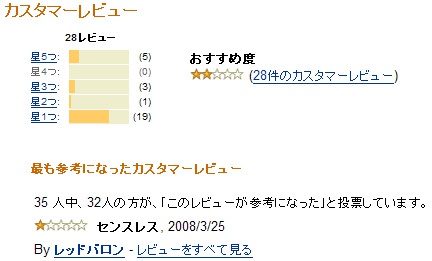 カスタマーレビュー
28レビュー
星5つ: (5)
星4つ: (0)
星3つ: (3)
星2つ: (1)
星1つ: (19)
おすすめ度
(28件のカスタマーレビュー)
最も参考になったカスタマーレビュー
35 人中、32人の方が、「このレビューが参考になった」と投票しています。
センスレス, 2008/3/25
By レッドバロン - レビューをすべて見る